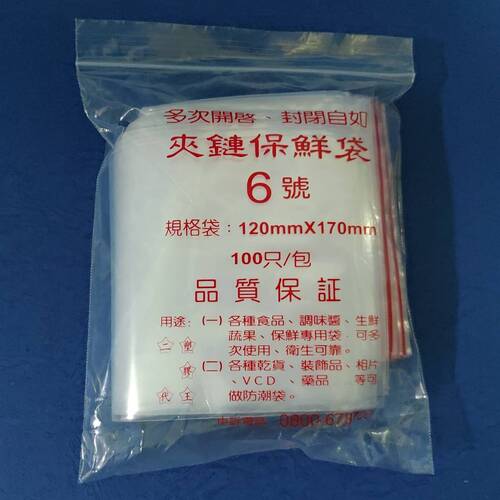 多次開啓、封閉自如
夾鏈保鮮袋
6號
規格袋：120mmX170mm
100只/包
品質保証
用途：(一)各種食品、調味醬、生鮮
蔬果、保鮮專用袋、可多
次使用、衛生可靠。
(二)各種乾貨、裝飾品、相片
、VCD、藥品 等可
做防潮袋。
0800